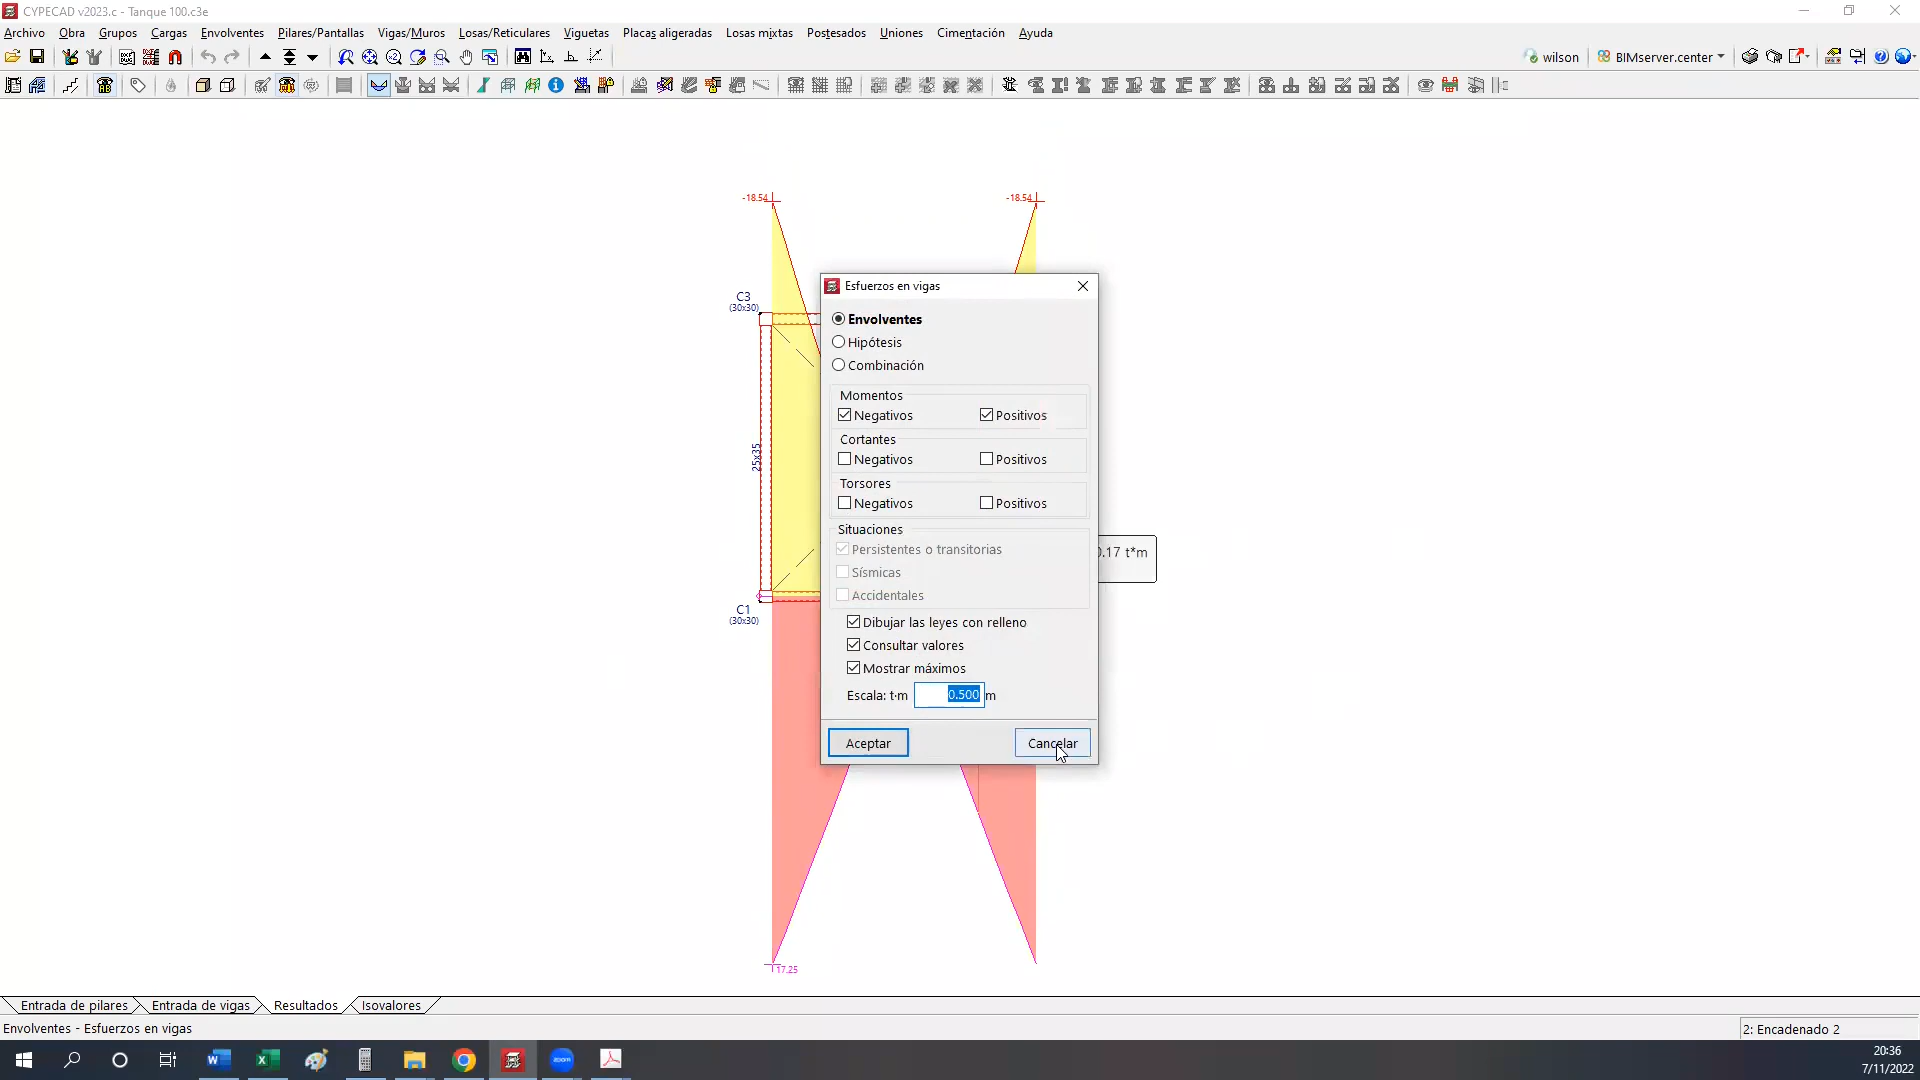 CYPECAD v2023.c - Tanque 100.c3e
Archivo Obra Grupos Cargas Envolventes Pilares/Pantallas Vigas/Muros Losas/Reticulares Viguetas Placas aligeradas Losas mixtas Postesados Uniones Cimentación Ayuda
wilson BIMserver.center
-18.54 -18.54
C3
(30x30)
25x35
C1
(30x30)
Esfuerzos en vigas
Envolventes
Hipótesis
Combinación
Momentos
Negativos Positivos
Cortantes
Negativos Positivos
Torsores
Negativos Positivos
Situaciones
Persistentes o transitorias
Sísmicas
Accidentales
Dibujar las leyes con relleno
Consultar valores
Mostrar máximos
Escala: t·m 0.500 m
Aceptar Cancelar
.17 t*m
17.25
Entrada de pilares Entrada de vigas Resultados Isovalores
Envolventes - Esfuerzos en vigas
2: Encadenado 2
20:36
7/11/2022